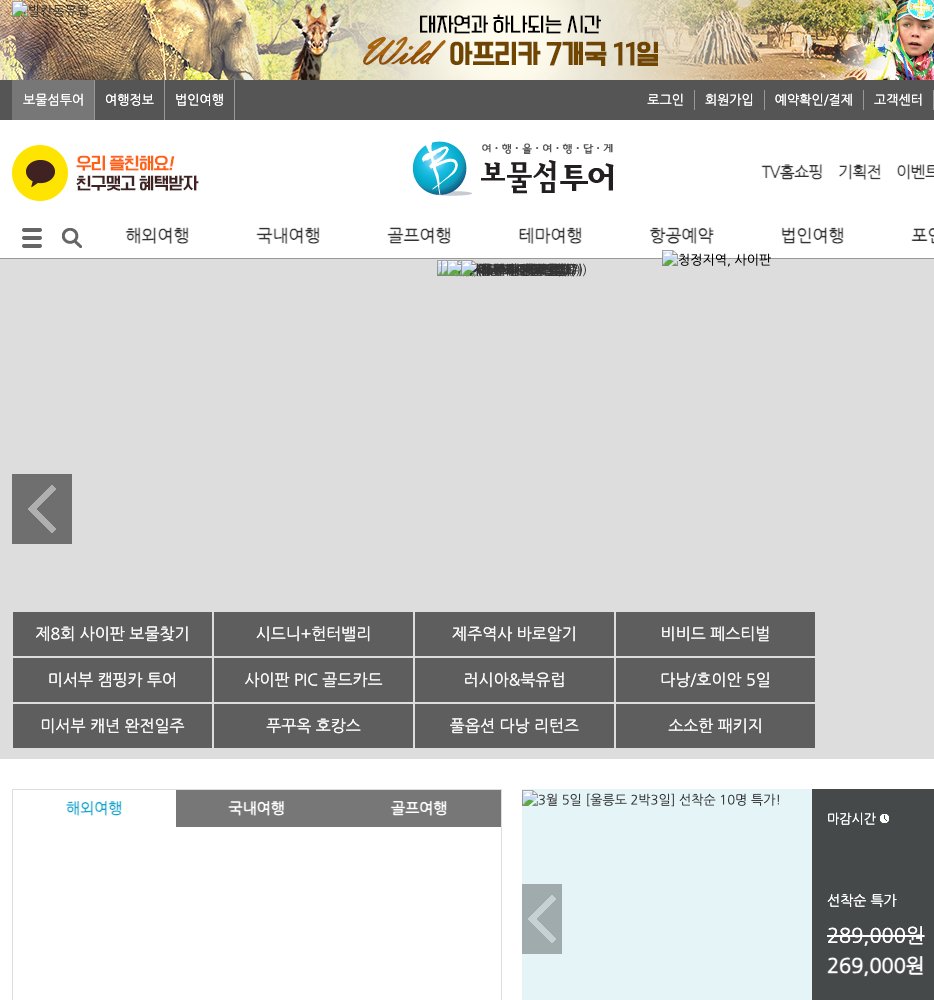 대자연과 하나되는 시간
Wild 아프리카 7개국 11일
보물섬투어 여행정보 법인여행 로그인 회원가입 예약확인/결제 고객센터
우리 플친해요!
친구맺고 혜택받자
여·행·을·여·행·답·게
보물섬투어
TV홈쇼핑 기획전 이벤트
해외여행 국내여행 골프여행 테마여행 항공예약 법인여행
청정지역, 사이판
제8회 사이판 보물찾기 시드니+헌터밸리 제주역사 바로알기 비비드 페스티벌
미서부 캠핑카 투어 사이판 PIC 골드카드 러시아&북유럽 다낭/호이안 5일
미서부 캐년 완전일주 푸꾸옥 호캉스 풀옵션 다낭 리턴즈 소소한 패키지
해외여행 국내여행 골프여행
3월 5일 [울릉도 2박3일] 선착순 10명 특가!
마감시간
선착순 특가
289,000원
269,000원